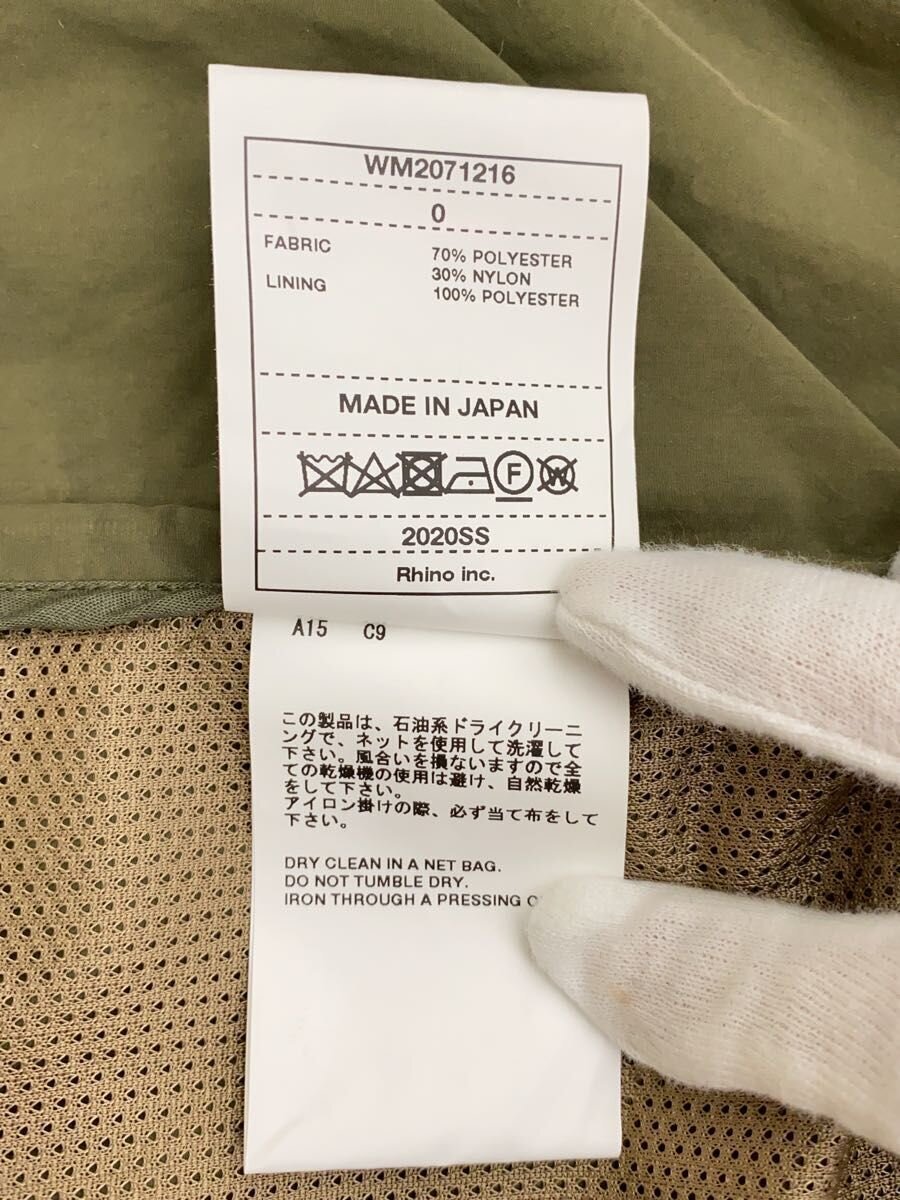 WM2071216
0
FABRIC 70% POLYESTER
30% NYLON
LINING 100% POLYESTER
MADE IN JAPAN
F W
2020SS
Rhino inc.
A15 C9
この製品は、石油系ドライクリーニ
ングで、ネットを使用して洗濯して
下さい。風合いを損ないますので全
ての乾燥機の使用は避け、自然乾燥
をして下さい。
アイロン掛けの際、必ず当て布をして
下さい。
DRY CLEAN IN A NET BAG.
DO NOT TUMBLE DRY.
IRON THROUGH A PRESSING